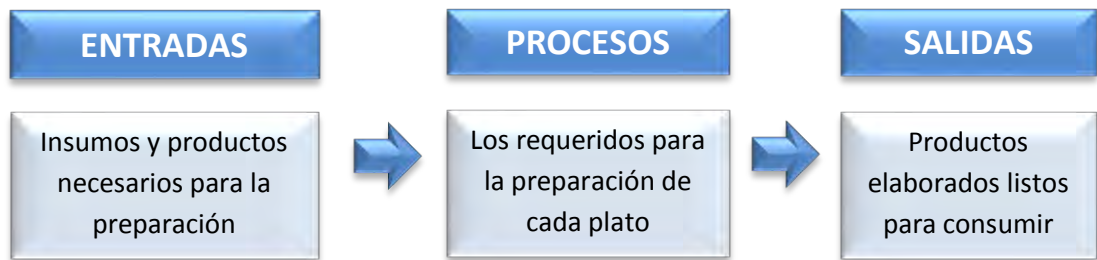 ENTRADAS
Insumos y productos
necesarios para la
preparación
PROCESOS
Los requeridos para
la preparación de
cada plato
SALIDAS
Productos
elaborados listos
para consumir